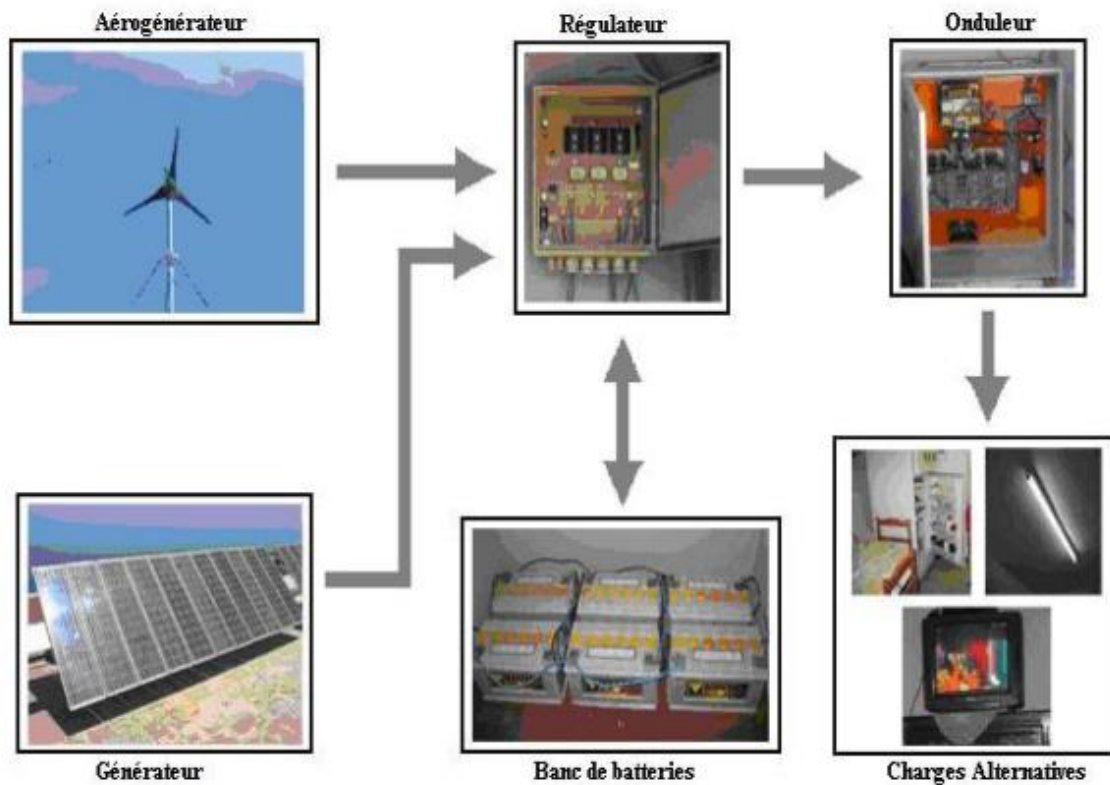 Aérogénérateur
Régulateur
Onduleur
Générateur
Banc de batteries
Charges Alternatives